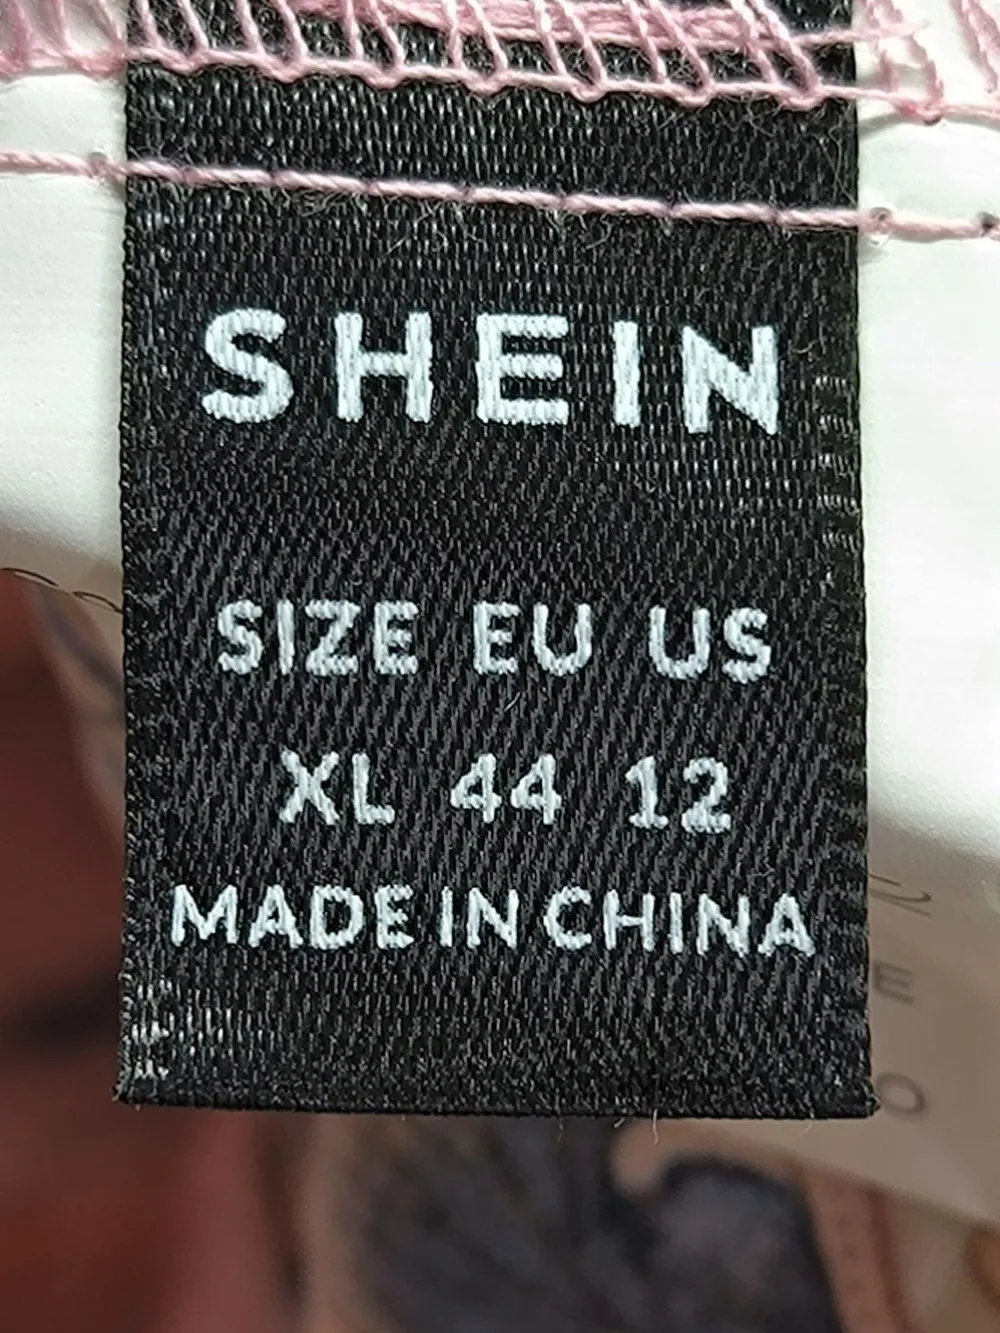 SHEIN
SIZE EU US
XL 44 12
MADE IN CHINA